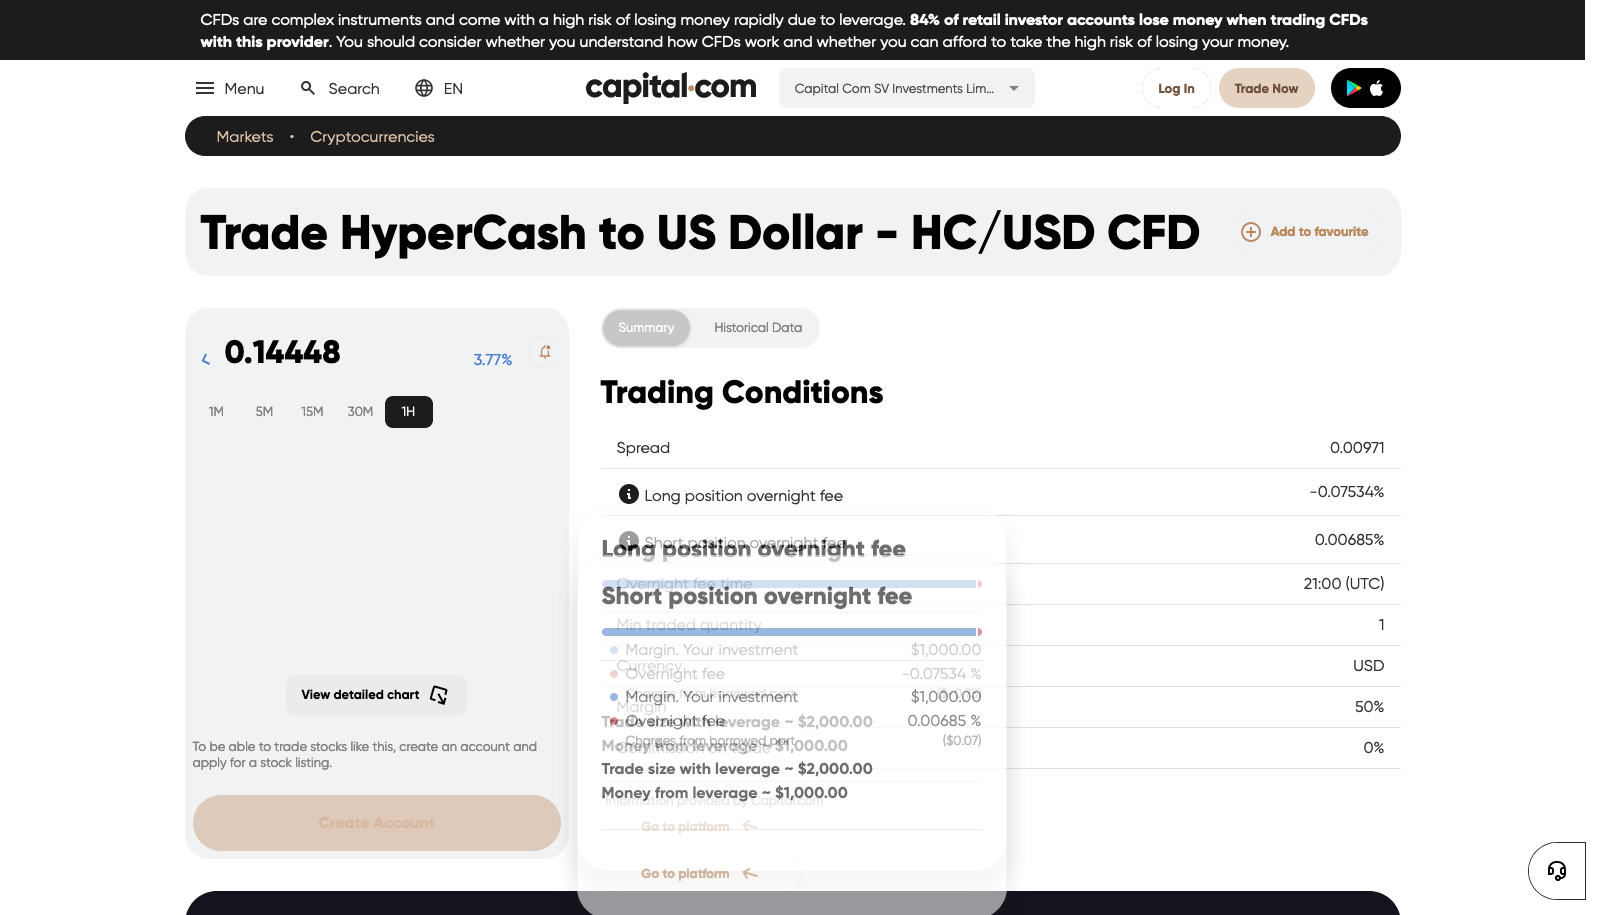 CFDs are complex instruments and come with a high risk of losing money rapidly due to leverage. 84% of retail investor accounts lose money when trading CFDs
with this provider. You should consider whether you understand how CFDs work and whether you can afford to take the high risk of losing your money.
Menu
Search
EN
capital.com
Capital Com SV Investments Lim...
Log In
Trade Now
Markets • Cryptocurrencies
Trade HyperCash to US Dollar - HC/USD CFD
Add to favourite
0.14448
3.77%
1M 5M 15M 30M 1H
View detailed chart
To be able to trade stocks like this, create an account and
apply for a stock listing.
Create Account
Summary
Historical Data
Trading Conditions
Spread 0.00971
Long position overnight fee -0.07534%
Short position overnight fee 0.00685%
Long position overnight fee
Overnight fee time 21:00 (UTC)
Short position overnight fee
Min traded quantity 1
Margin. Your investment $1,000.00
Currency USD
Overnight fee -0.07534 %
Margin. Your investment $1,000.00
Margin 50%
Overnight fee 0.00685 %
Trade size with leverage ~ $2,000.00
Charges from borrowed part ($0.07)
Money from leverage ~ $1,000.00
Commission on trade 0%
Trade size with leverage ~ $2,000.00
Money from leverage ~ $1,000.00
Information provided by Capital.com
Go to platform
Go to platform